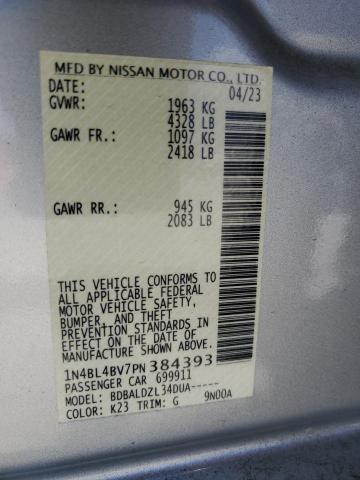 MFD BY NISSAN MOTOR CO., LTD.
DATE: 04/23
GVWR: 1963 KG
4328 LB
GAWR FR.: 1097 KG
2418 LB
GAWR RR.: 945 KG
2083 LB
THIS VEHICLE CONFORMS TO
ALL APPLICABLE FEDERAL
MOTOR VEHICLE SAFETY,
BUMPER, AND THEFT
PREVENTION STANDARDS IN
EFFECT ON THE DATE OF
MANUFACTURE SHOWN ABOVE.
1N4BL4BV7PN384393
PASSENGER CAR 699911
MODEL: BDBALDZL34DUA-----
COLOR: K23 TRIM: G 9N00A